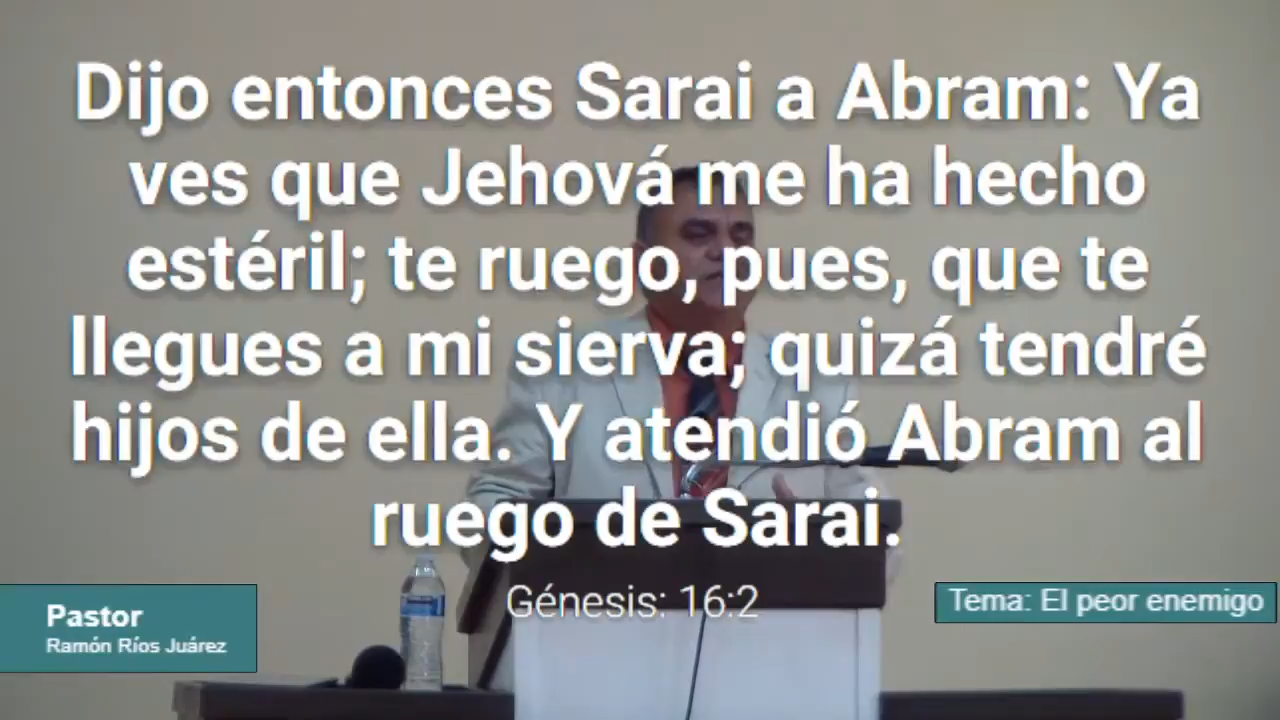 Dijo entonces Sarai a Abram: Ya
ves que Jehová me ha hecho
estéril; te ruego, pues, que te
llegues a mi sierva; quizá tendré
hijos de ella. Y atendió Abram al
ruego de Sarai.
Génesis: 16:2
Pastor
Ramón Ríos Juárez
Tema: El peor enemigo